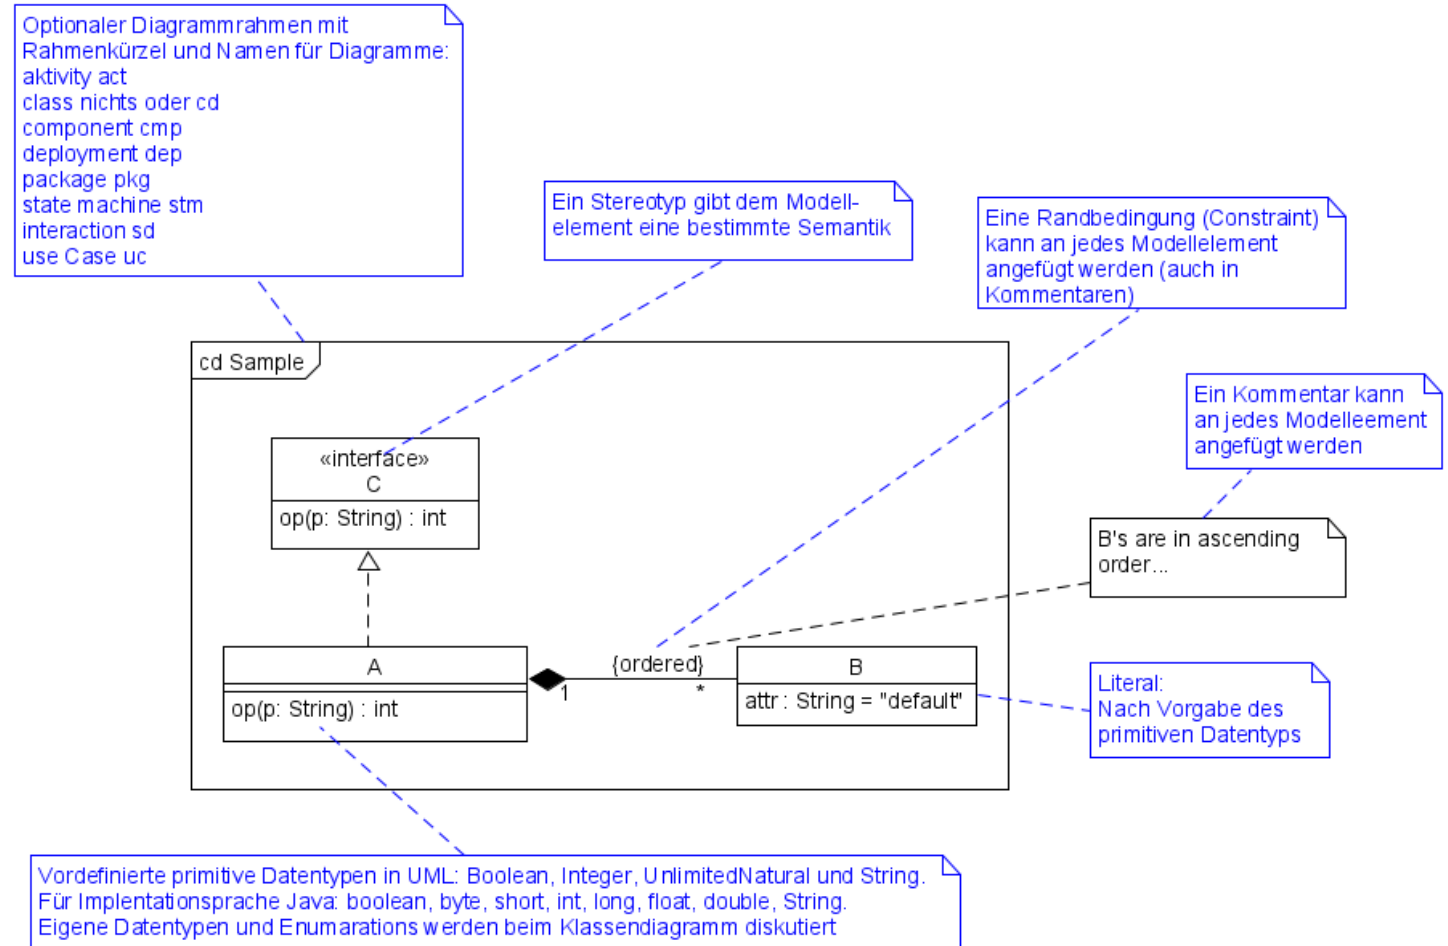 Optionaler Diagrammrahmen mit
Rahmenkürzel und Namen für Diagramme:
aktivity act
class nichts oder cd
component cmp
deployment dep
package pkg
state machine stm
interaction sd
use Case uc
Ein Stereotyp gibt dem Modell-
element eine bestimmte Semantik
Eine Randbedingung (Constraint)
kann an jedes Modellelement
angefügt werden (auch in
Kommentaren)
cd Sample
Ein Kommentar kann
an jedes Modelleement
angefügt werden
«interface»
C
op(p: String) : int
B's are in ascending
order...
A
op(p: String) : int
1
{ordered}
*
B
attr : String = "default"
Literal:
Nach Vorgabe des
primitiven Datentyps
Vordefinierte primitive Datentypen in UML: Boolean, Integer, UnlimitedNatural und String.
Für Implentationsprache Java: boolean, byte, short, int, long, float, double, String.
Eigene Datentypen und Enumarations werden beim Klassendiagramm diskutiert